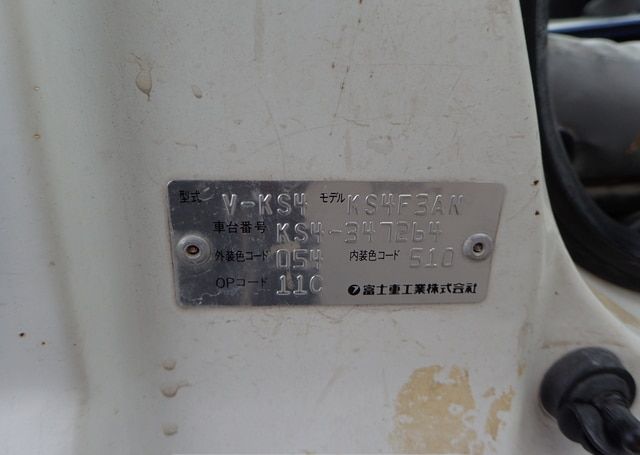 型式 V-KS4 モデル KS4F3AN
車台番号 KS4-347264
外装色コード 054 内装色コード 510
OPコード 11C 富士重工業株式会社